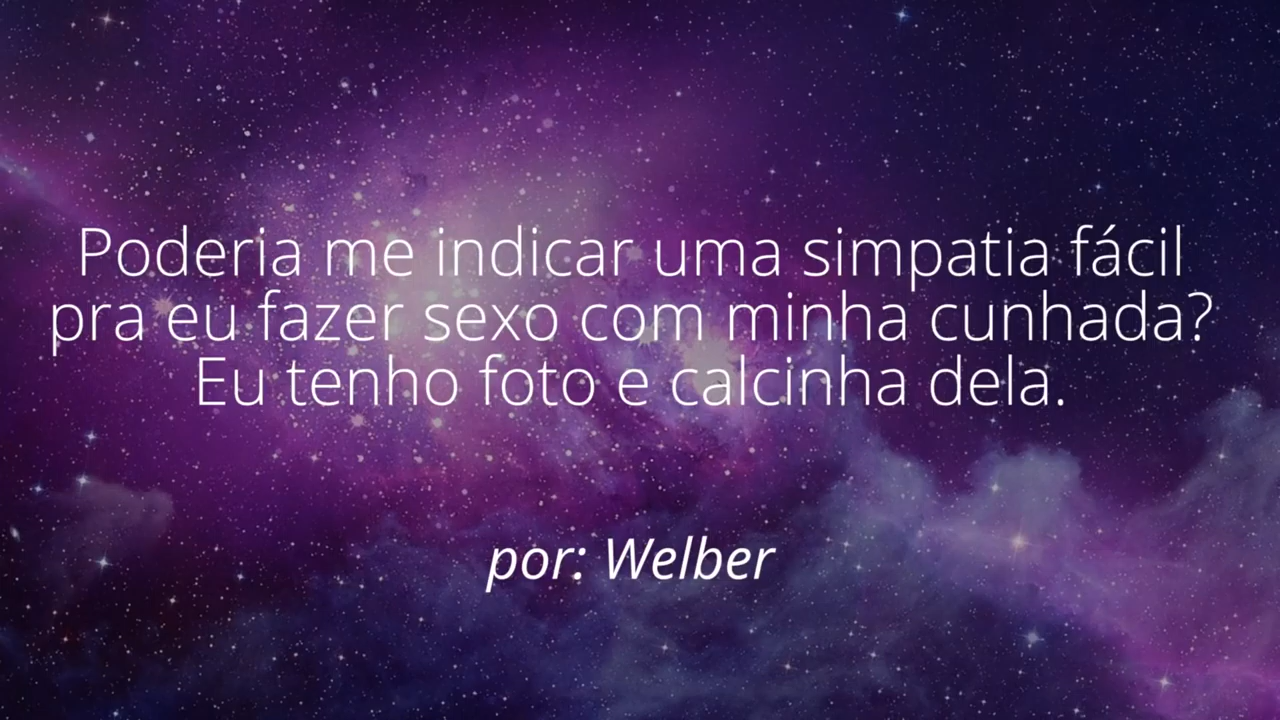 Poderia me indicar uma simpatia fácil
pra eu fazer sexo com minha cunhada?
Eu tenho foto e calcinha dela.
por: Welber